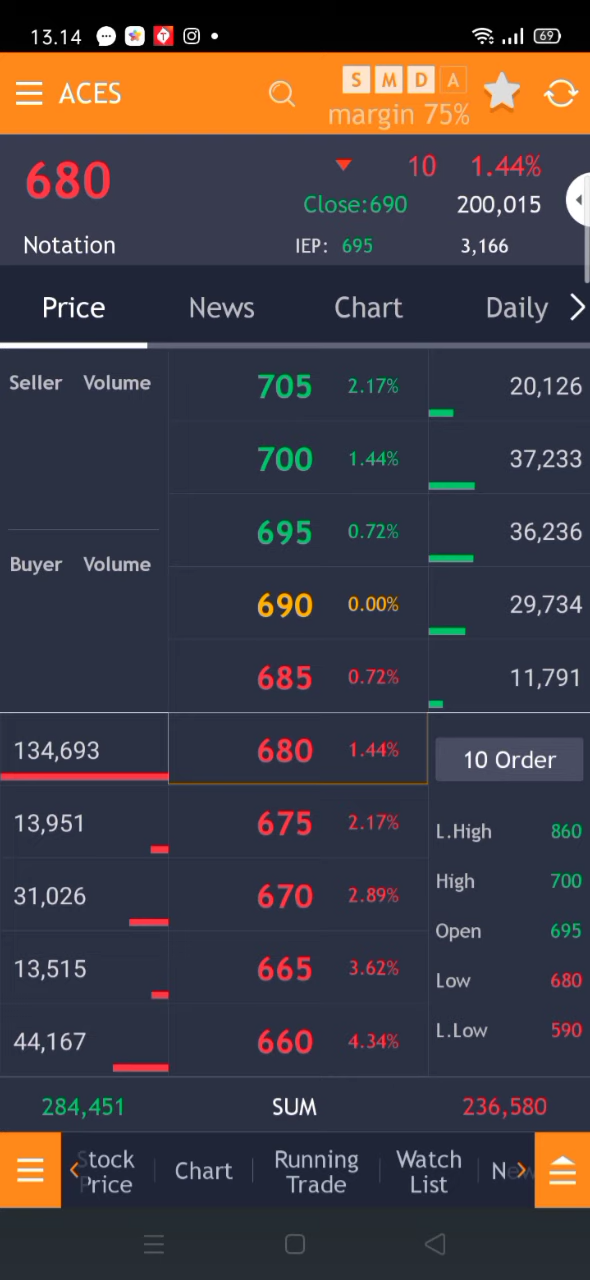 13.14 69
ACES S M D A
margin 75%
680 10 1.44%
Close:690 200,015
Notation IEP: 695 3,166
Price News Chart Daily
Seller Volume 705 2.17% 20,126
700 1.44% 37,233
695 0.72% 36,236
Buyer Volume
690 0.00% 29,734
685 0.72% 11,791
134,693 680 1.44% 10 Order
13,951 675 2.17% L.High 860
31,026 670 2.89% High 700
Open 695
13,515 665 3.62% Low 680
44,167 660 4.34% L.Low 590
284,451 SUM 236,580
Stock Price Chart Running Trade Watch List New